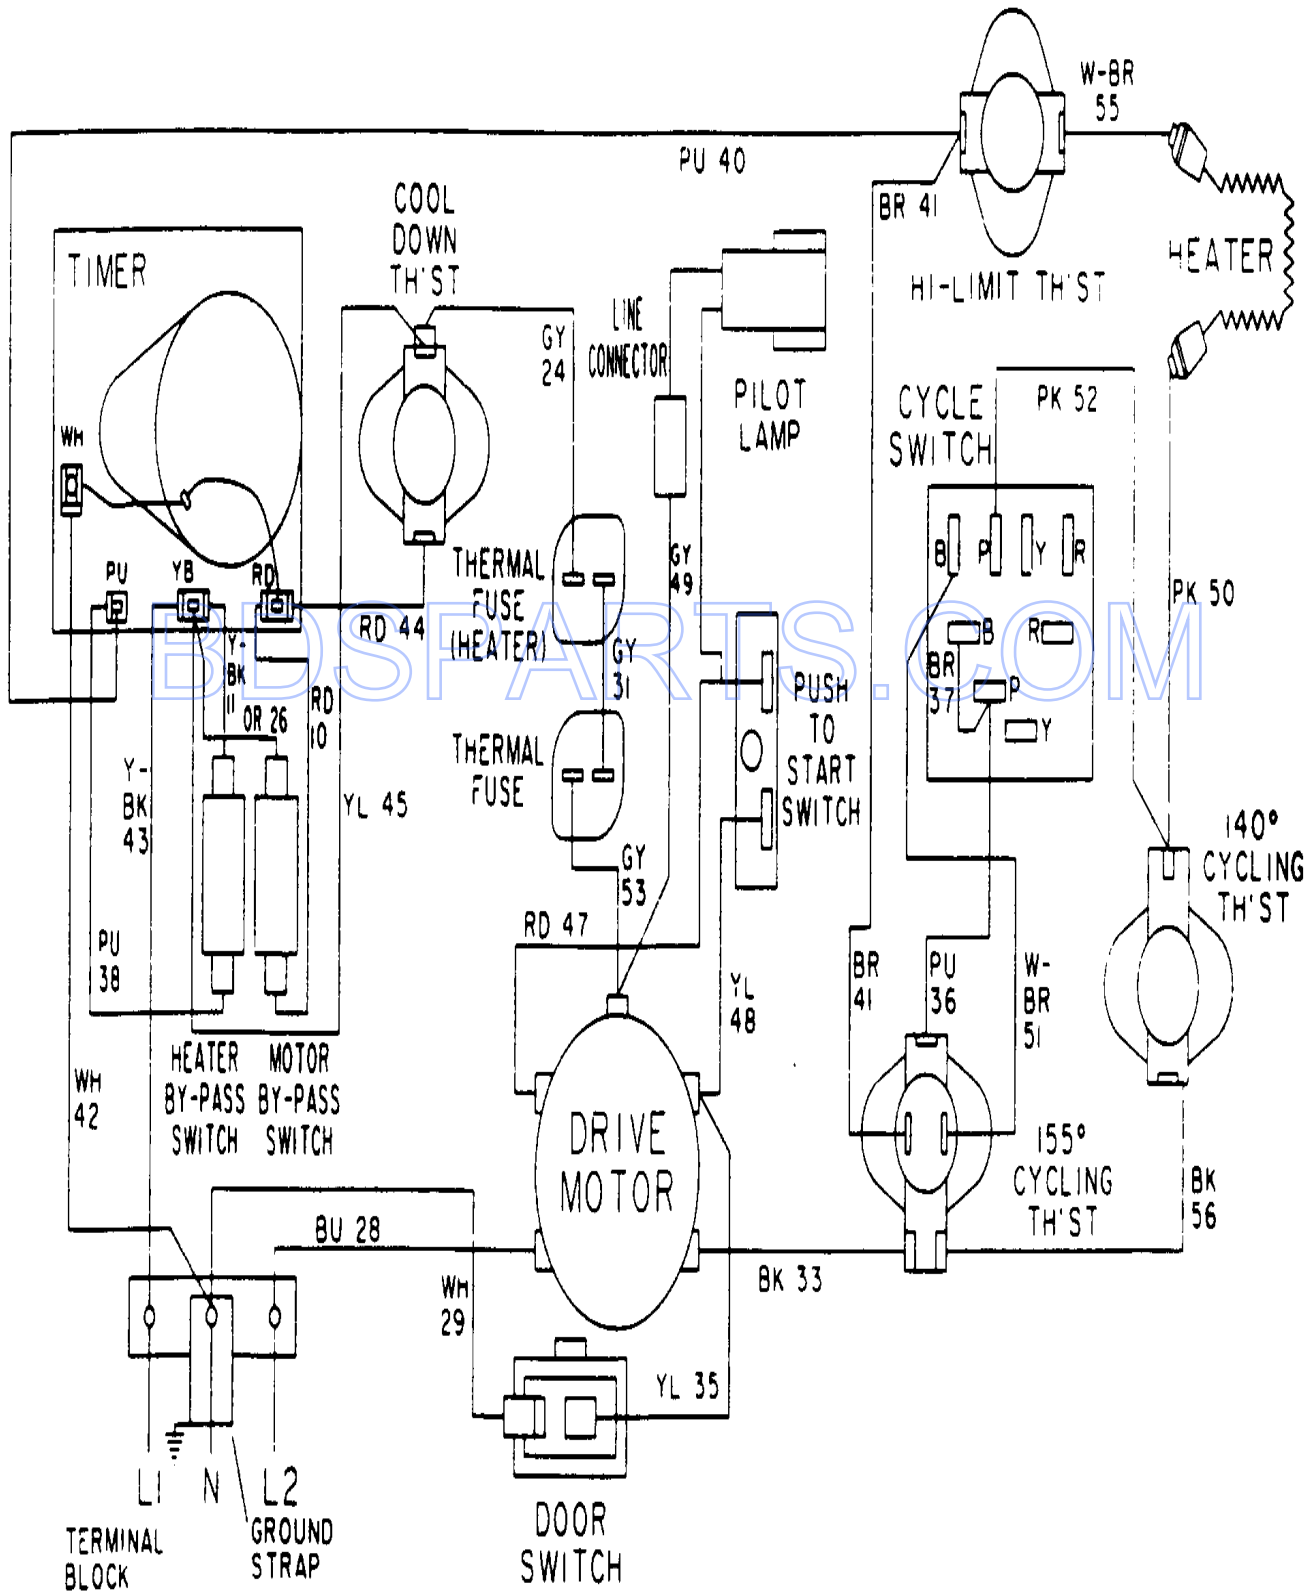 W-BR
55
PU 40
BR 41
COOL
DOWN
TH'ST
TIMER
HEATER
HI-LIMIT TH'ST
LINE
CONNECTOR
GY
24
PILOT
LAMP
CYCLE
SWITCH
PK 52
WH
B
P
Y
R
THERMAL
FUSE
(HEATER)
GY
49
PU
YB
RD
PK 50
BDSPARTS.COM
RD 44
Y-
BK
11
GY
31
B
R
BR
37
P
Y
OR 26
RD
10
PUSH
TO
START
SWITCH
THERMAL
FUSE
Y-
BK
43
YL 45
140°
CYCLING
TH'ST
GY
53
RD 47
PU
38
YL
48
BR
41
PU
36
W-
BR
51
HEATER
BY-PASS
SWITCH
MOTOR
BY-PASS
SWITCH
WH
42
DRIVE
MOTOR
155°
CYCLING
TH'ST
BK
56
BU 28
WH
29
BK 33
YL 35
L1
N
L2
TERMINAL
BLOCK
GROUND
STRAP
DOOR
SWITCH